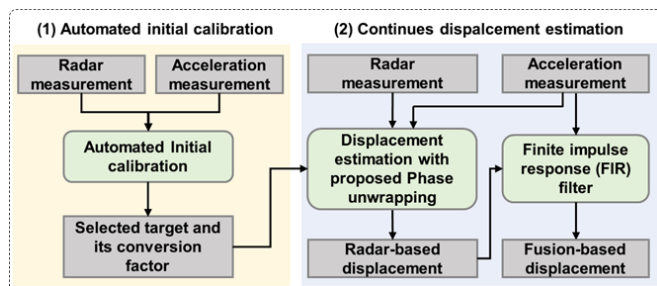 (1) Automated initial calibration
Radar
measurement
Acceleration
measurement
Automated Initial
calibration
Selected target and
its conversion
factor
(2) Continues dispalcement estimation
Radar
measurement
Acceleration
measurement
Displacement
estimation with
proposed Phase
unwrapping
Finite impulse
response (FIR)
filter
Radar-based
displacement
Fusion-based
displacement